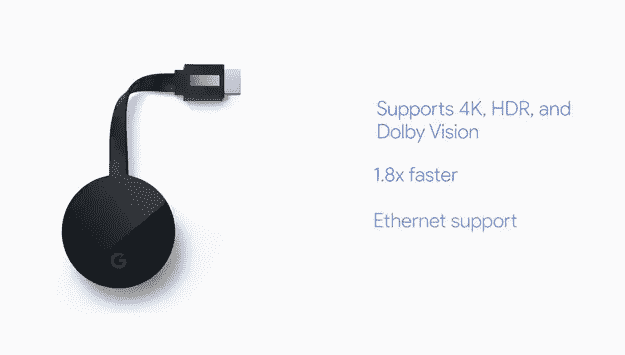 Supports 4K, HDR, and
Dolby Vision
1.8x faster
Ethernet support
G